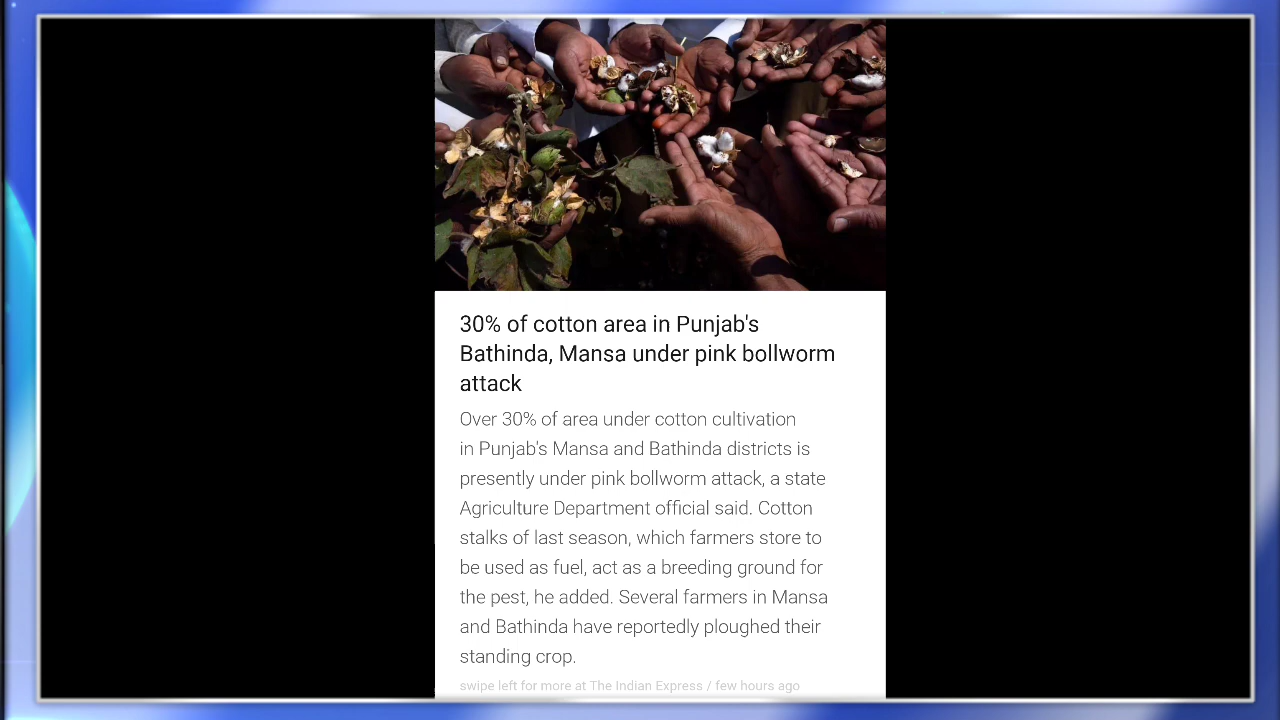 30% of cotton area in Punjab's
Bathinda, Mansa under pink bollworm
attack
Over 30% of area under cotton cultivation
in Punjab's Mansa and Bathinda districts is
presently under pink bollworm attack, a state
Agriculture Department official said. Cotton
stalks of last season, which farmers store to
be used as fuel, act as a breeding ground for
the pest, he added. Several farmers in Mansa
and Bathinda have reportedly ploughed their
standing crop.
swipe left for more at The Indian Express / few hours ago